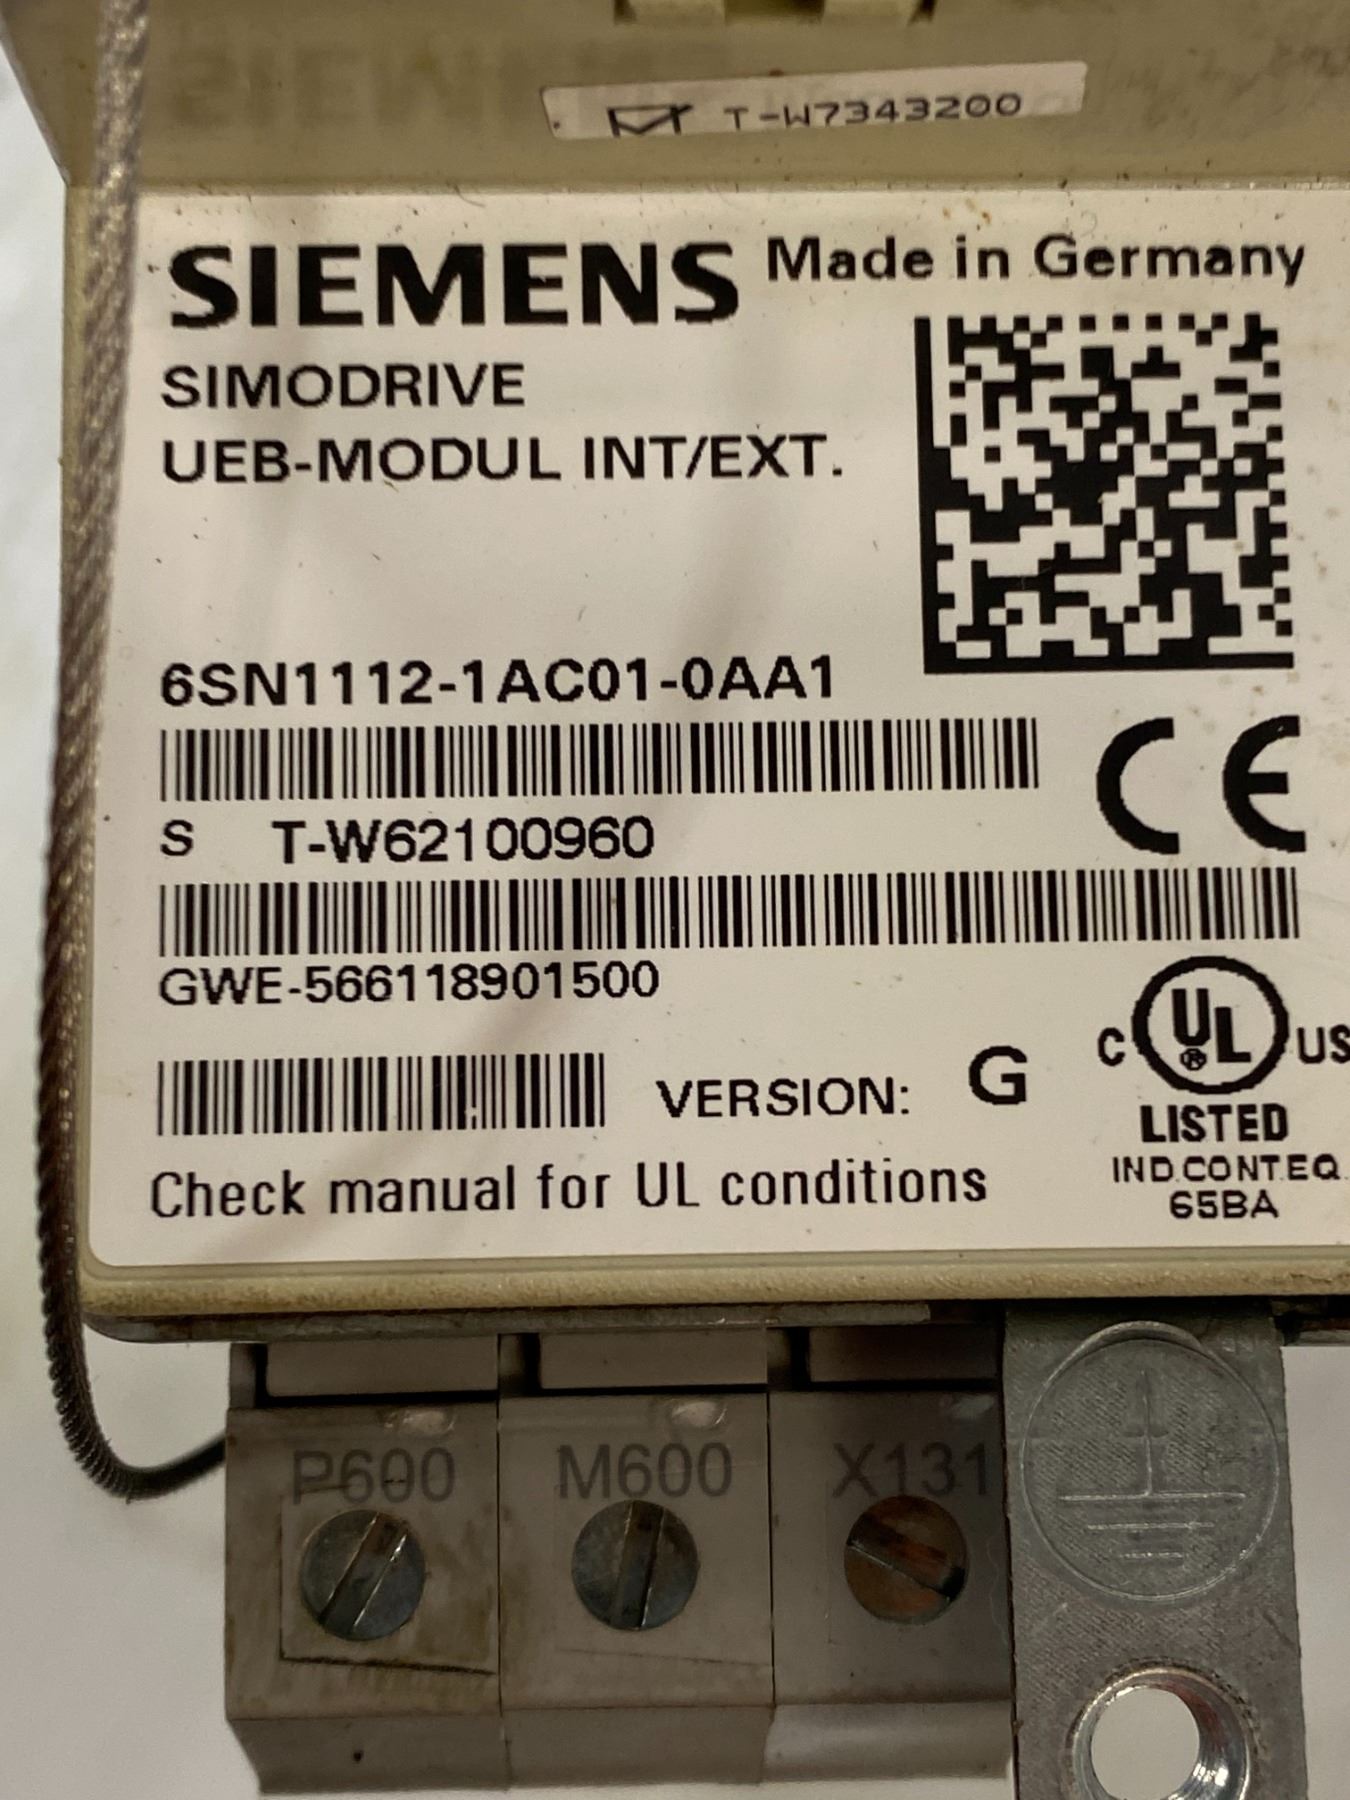 T-W7343200
SIEMENS Made in Germany
SIMODRIVE
UEB-MODUL INT/EXT.
6SN1112-1AC01-0AA1
S T-W62100960
GWE-566118901500
VERSION: G
C UL ® US
LISTED
IND.CONT.EQ.
65BA
Check manual for UL conditions
P600 M600 X131